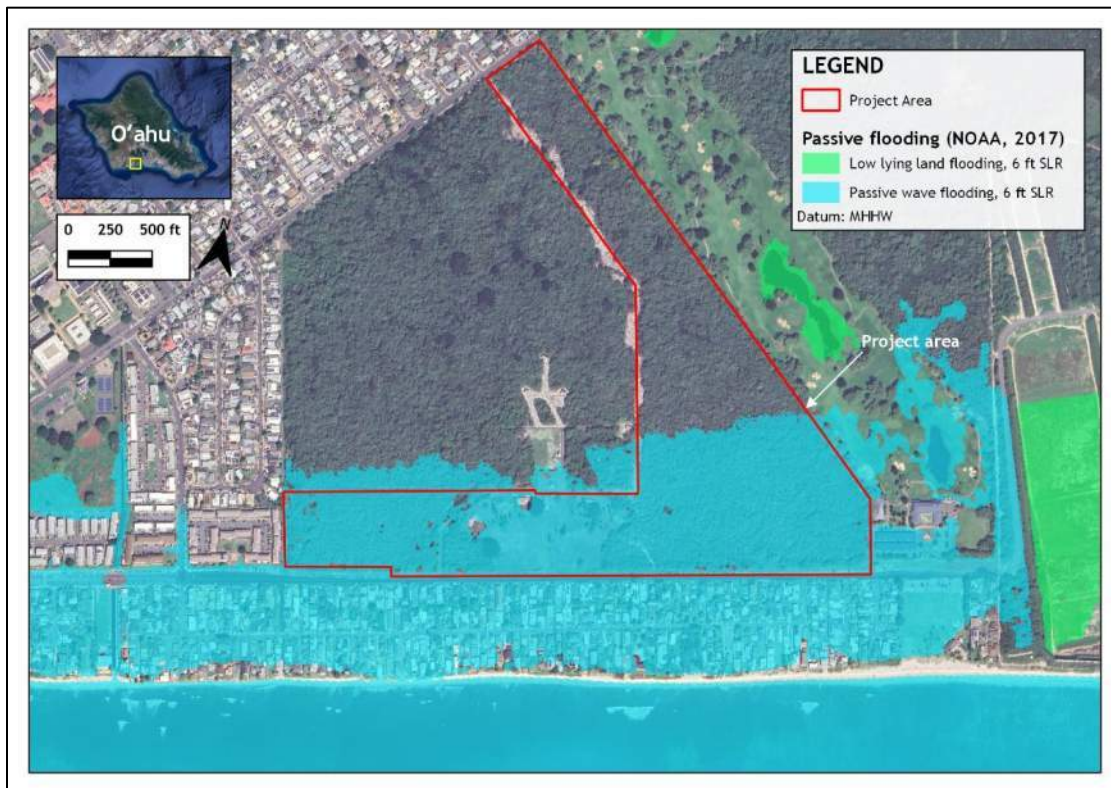 O'ahu
0 250 500 ft
N
LEGEND
Project Area
Passive flooding (NOAA, 2017)
Low lying land flooding, 6 ft SLR
Passive wave flooding, 6 ft SLR
Datum: MHHW
Project area